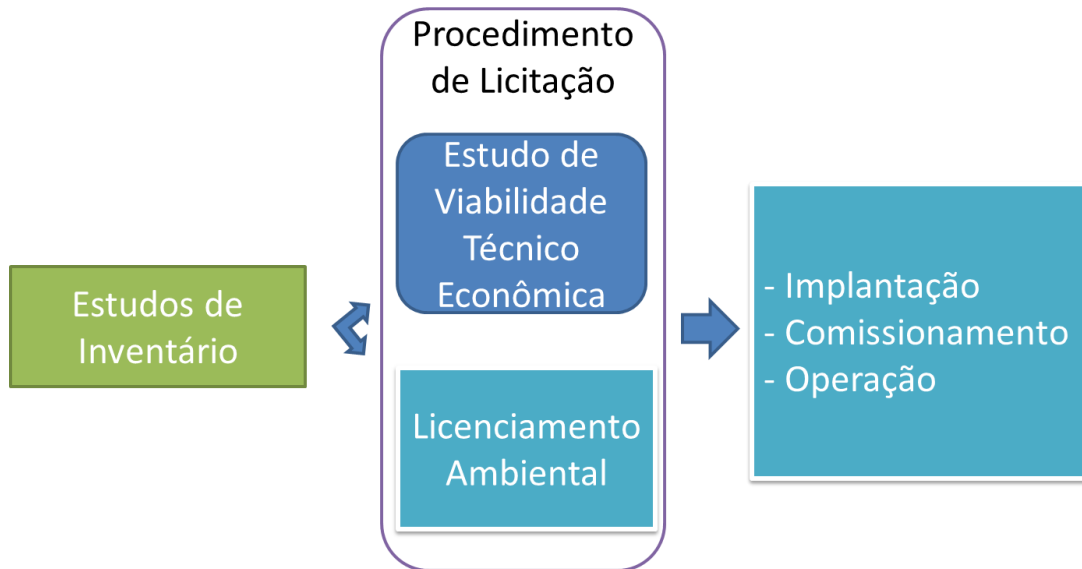 Procedimento
de Licitação
Estudo de
Viabilidade
Técnico
Econômica
Estudos de
Inventário
Licenciamento
Ambiental
- Implantação
- Comissionamento
- Operação